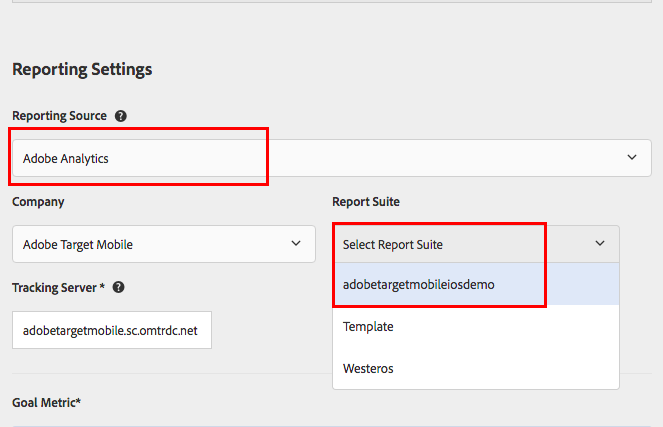 Reporting Settings
Reporting Source ?
Adobe Analytics
Company
Report Suite
Adobe Target Mobile
Select Report Suite
Tracking Server * ?
adobetargetmobile.sc.omtrdc.net
adobetargetmobileiosdemo
Template
Westeros
Goal Metric*